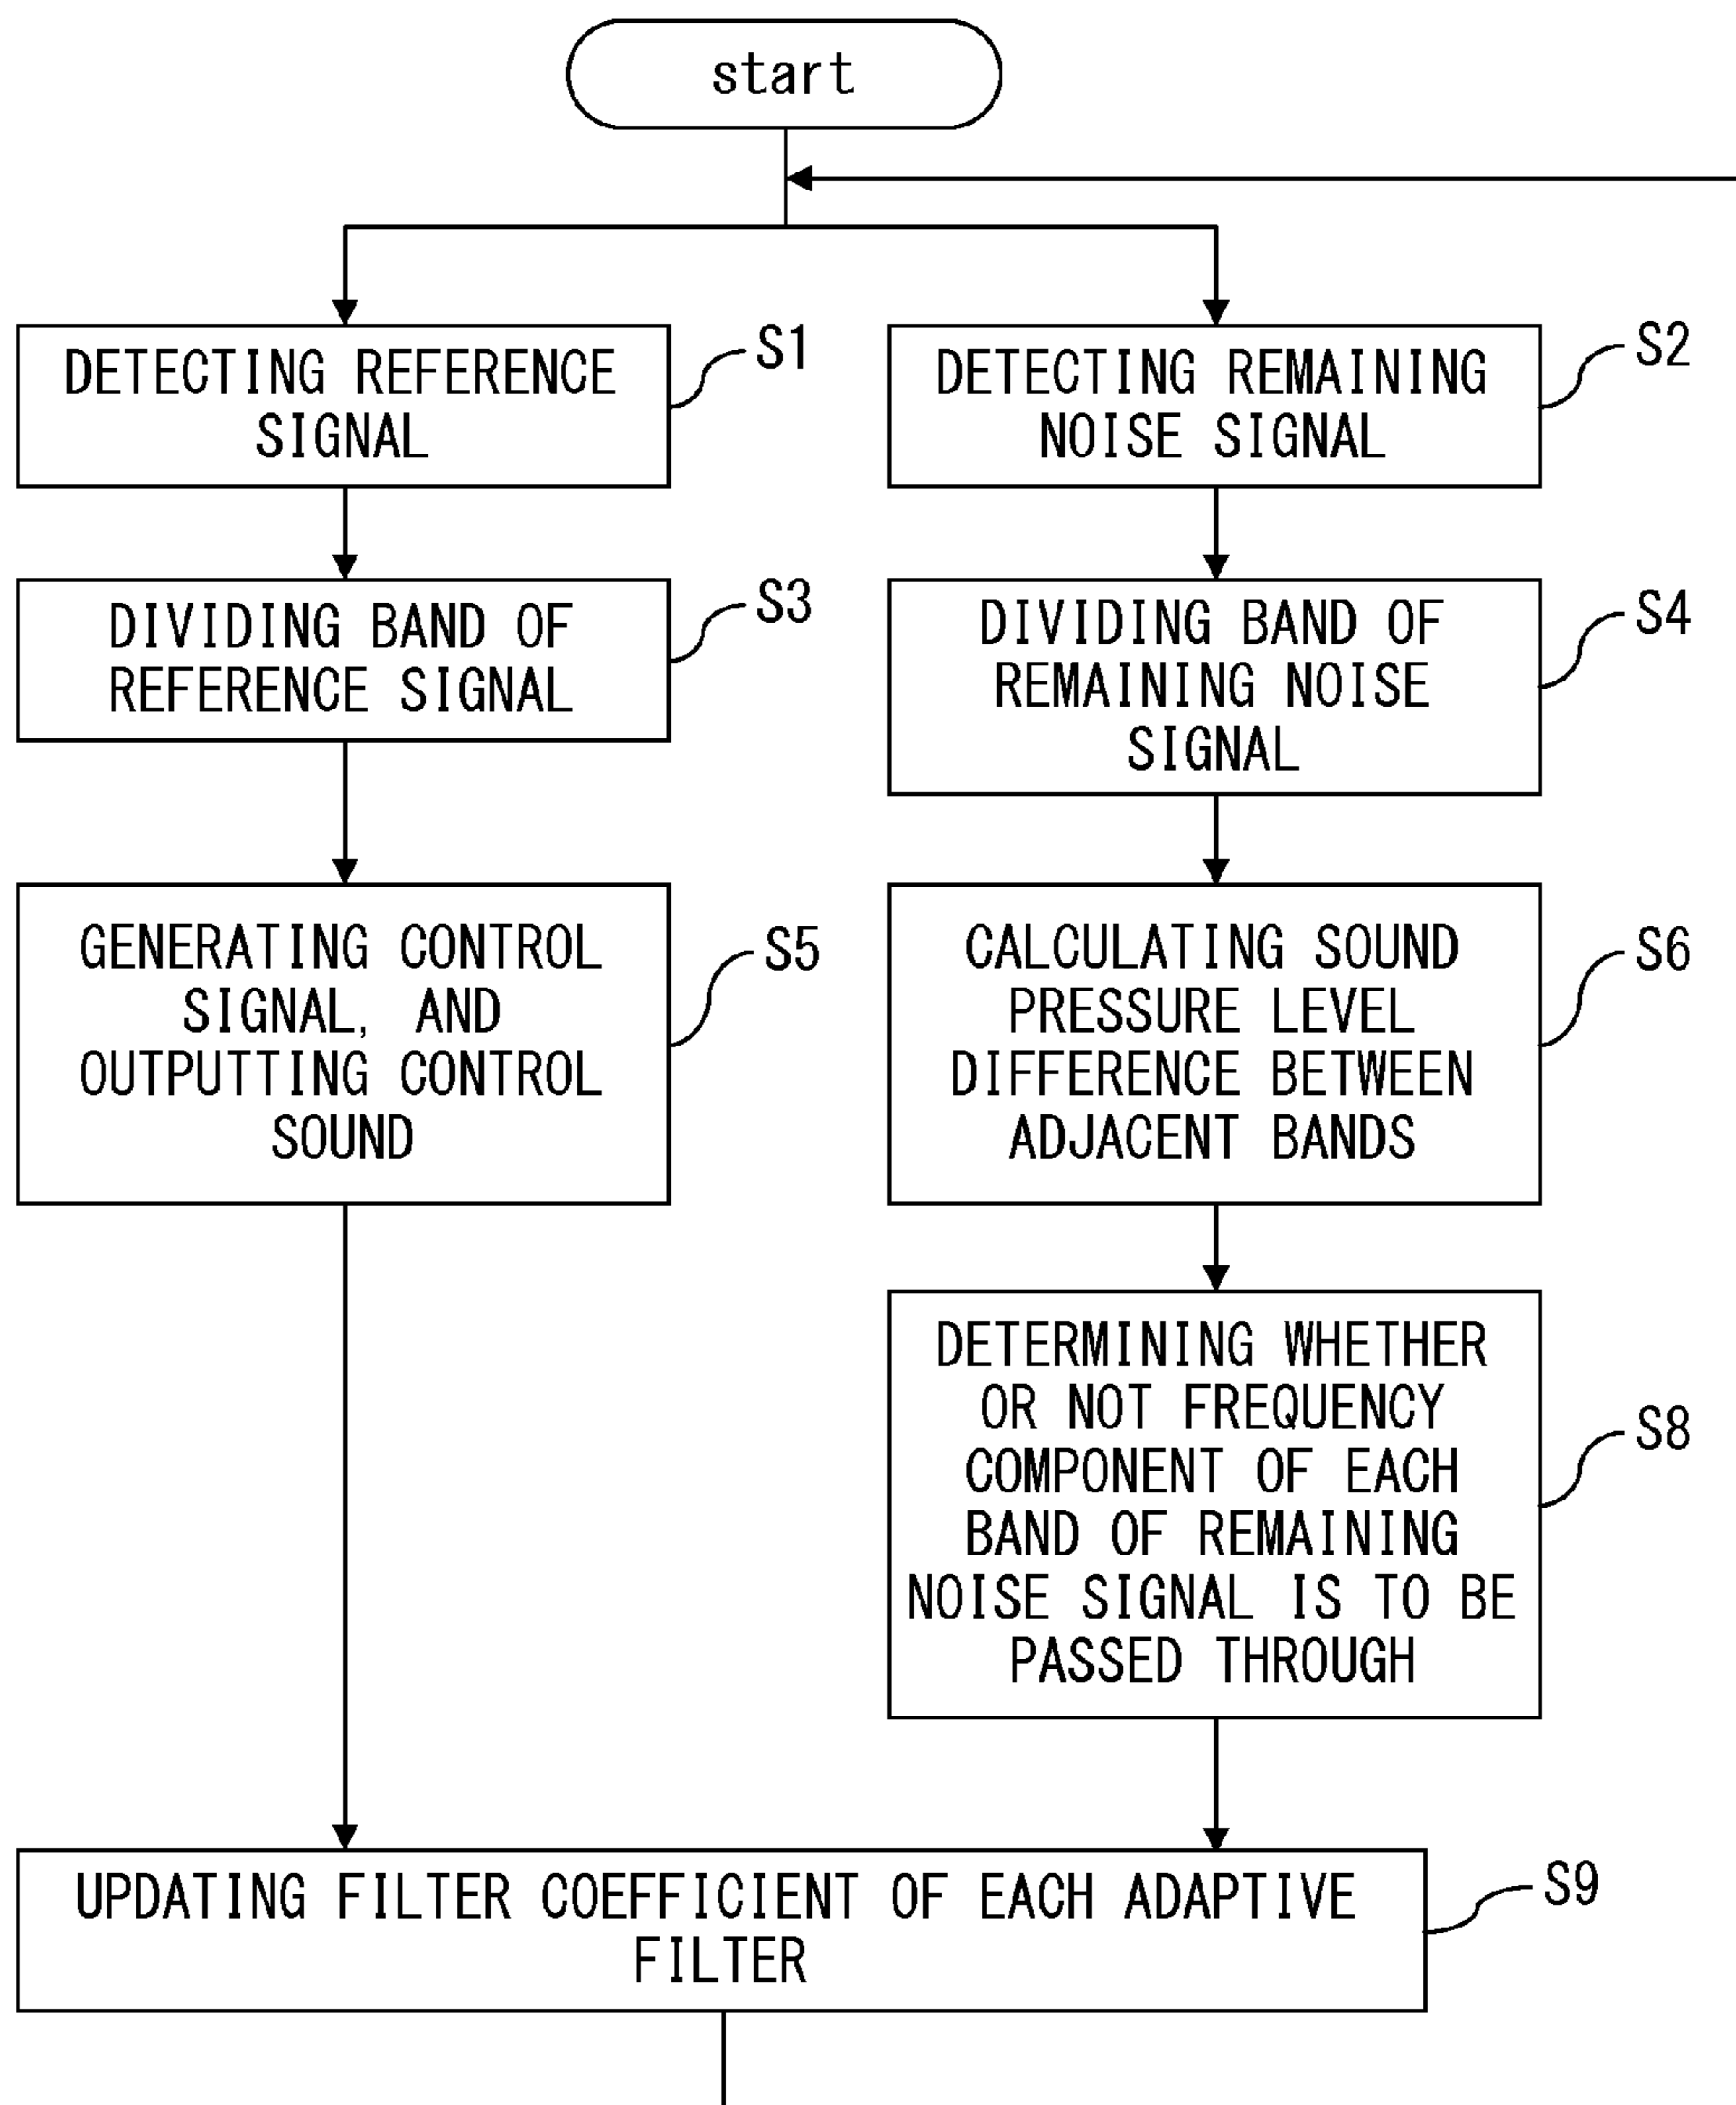 start
DETECTING REFERENCE
SIGNAL
S1
DETECTING REMAINING
NOISE SIGNAL
S2
DIVIDING BAND OF
REFERENCE SIGNAL
S3
DIVIDING BAND OF
REMAINING NOISE
SIGNAL
S4
GENERATING CONTROL
SIGNAL, AND
OUTPUTTING CONTROL
SOUND
S5
CALCULATING SOUND
PRESSURE LEVEL
DIFFERENCE BETWEEN
ADJACENT BANDS
S6
DETERMINING WHETHER
OR NOT FREQUENCY
COMPONENT OF EACH
BAND OF REMAINING
NOISE SIGNAL IS TO BE
PASSED THROUGH
S8
UPDATING FILTER COEFFICIENT OF EACH ADAPTIVE
FILTER
S9